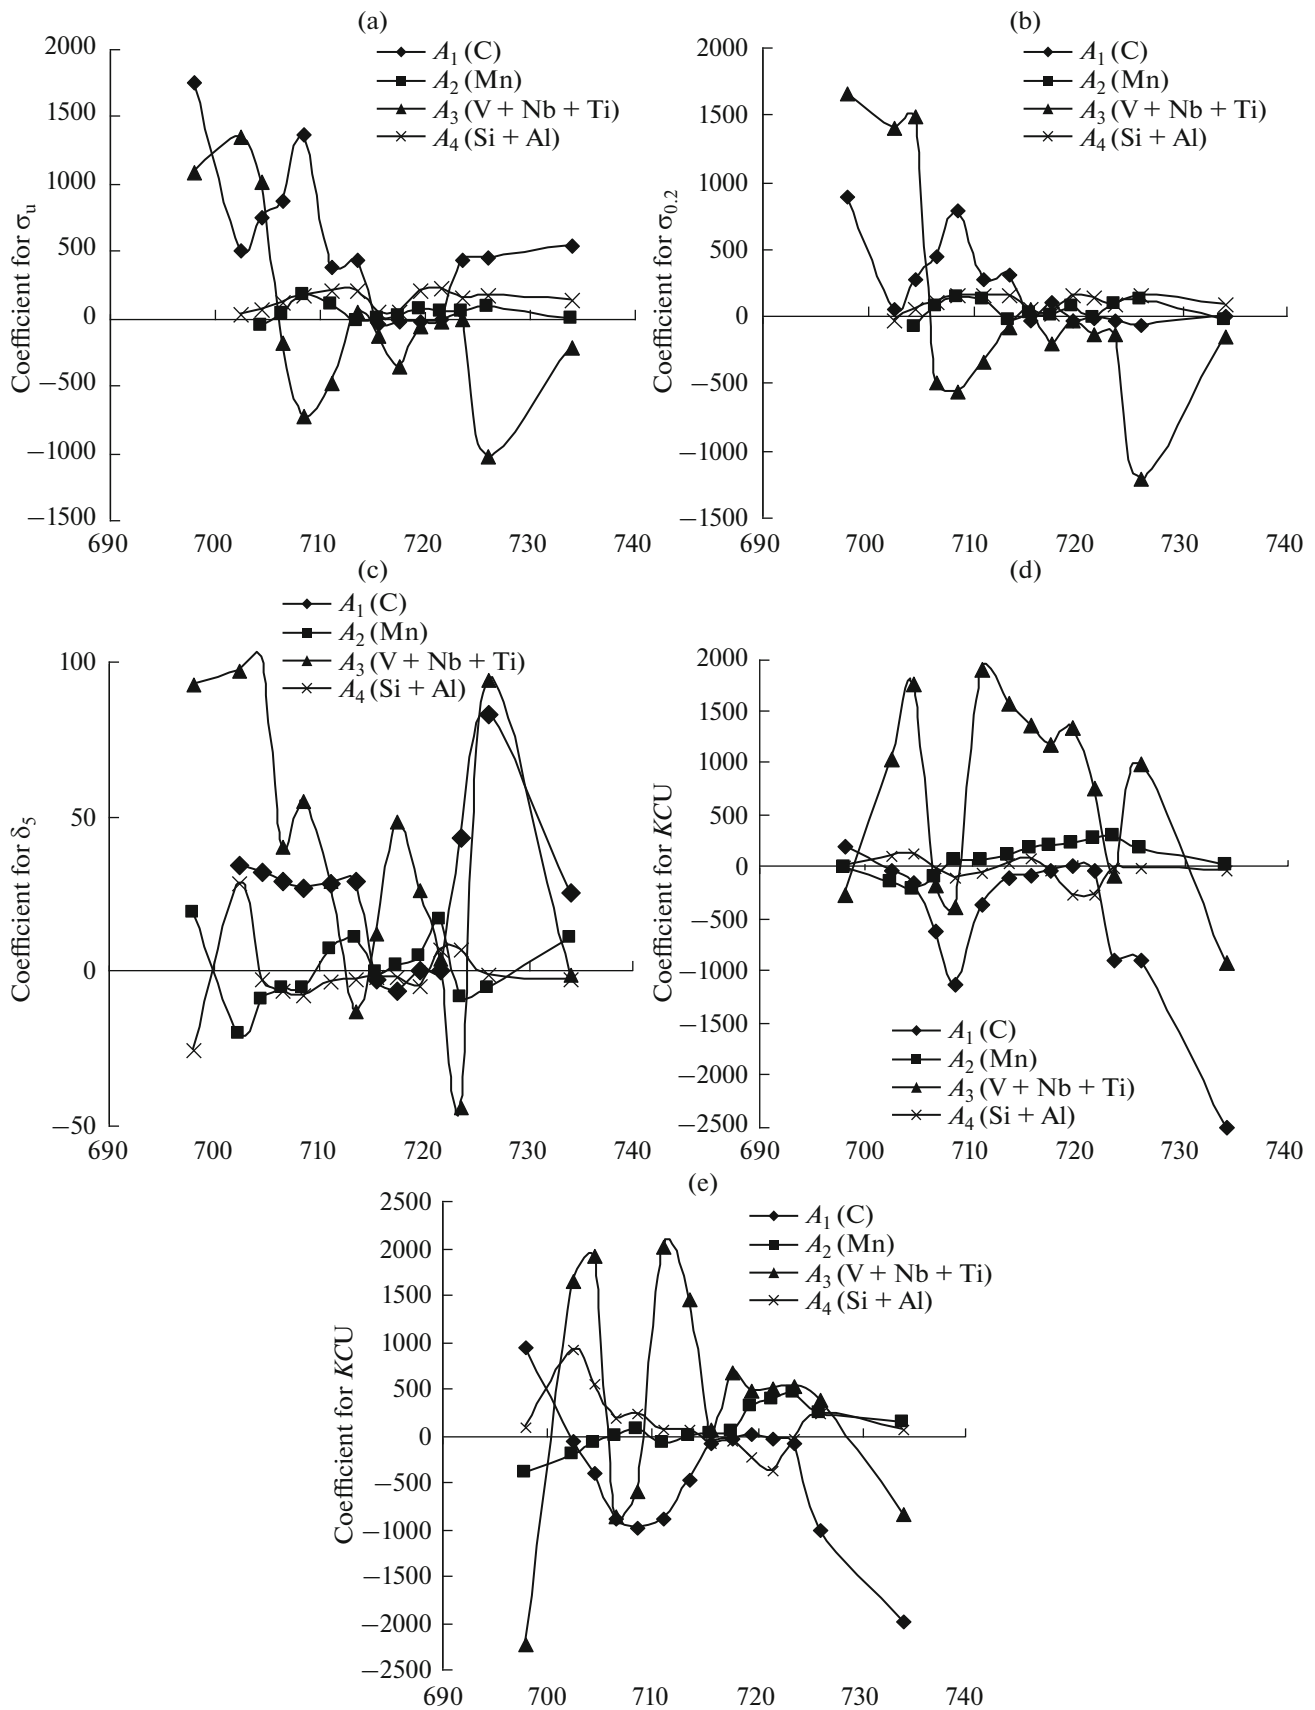 (a)
2000
1500
1000
500
0
−500
−1000
−1500
690 700 710 720 730 740
Coefficient for σu
A1 (C)
A2 (Mn)
A3 (V + Nb + Ti)
A4 (Si + Al)
(b)
2000
1500
1000
500
0
−500
−1000
−1500
690 700 710 720 730 740
Coefficient for σ0.2
A1 (C)
A2 (Mn)
A3 (V + Nb + Ti)
A4 (Si + Al)
(c)
A1 (C)
A2 (Mn)
A3 (V + Nb + Ti)
A4 (Si + Al)
100
50
0
−50
690 700 710 720 730 740
Coefficient for δ5
(d)
2000
1500
1000
500
0
−500
−1000
−1500
−2000
−2500
690 700 710 720 730 740
Coefficient for KCU
A1 (C)
A2 (Mn)
A3 (V + Nb + Ti)
A4 (Si + Al)
(e)
2500
2000
1500
1000
500
0
−500
−1000
−1500
−2000
−2500
690 700 710 720 730 740
Coefficient for KCU
A1 (C)
A2 (Mn)
A3 (V + Nb + Ti)
A4 (Si + Al)